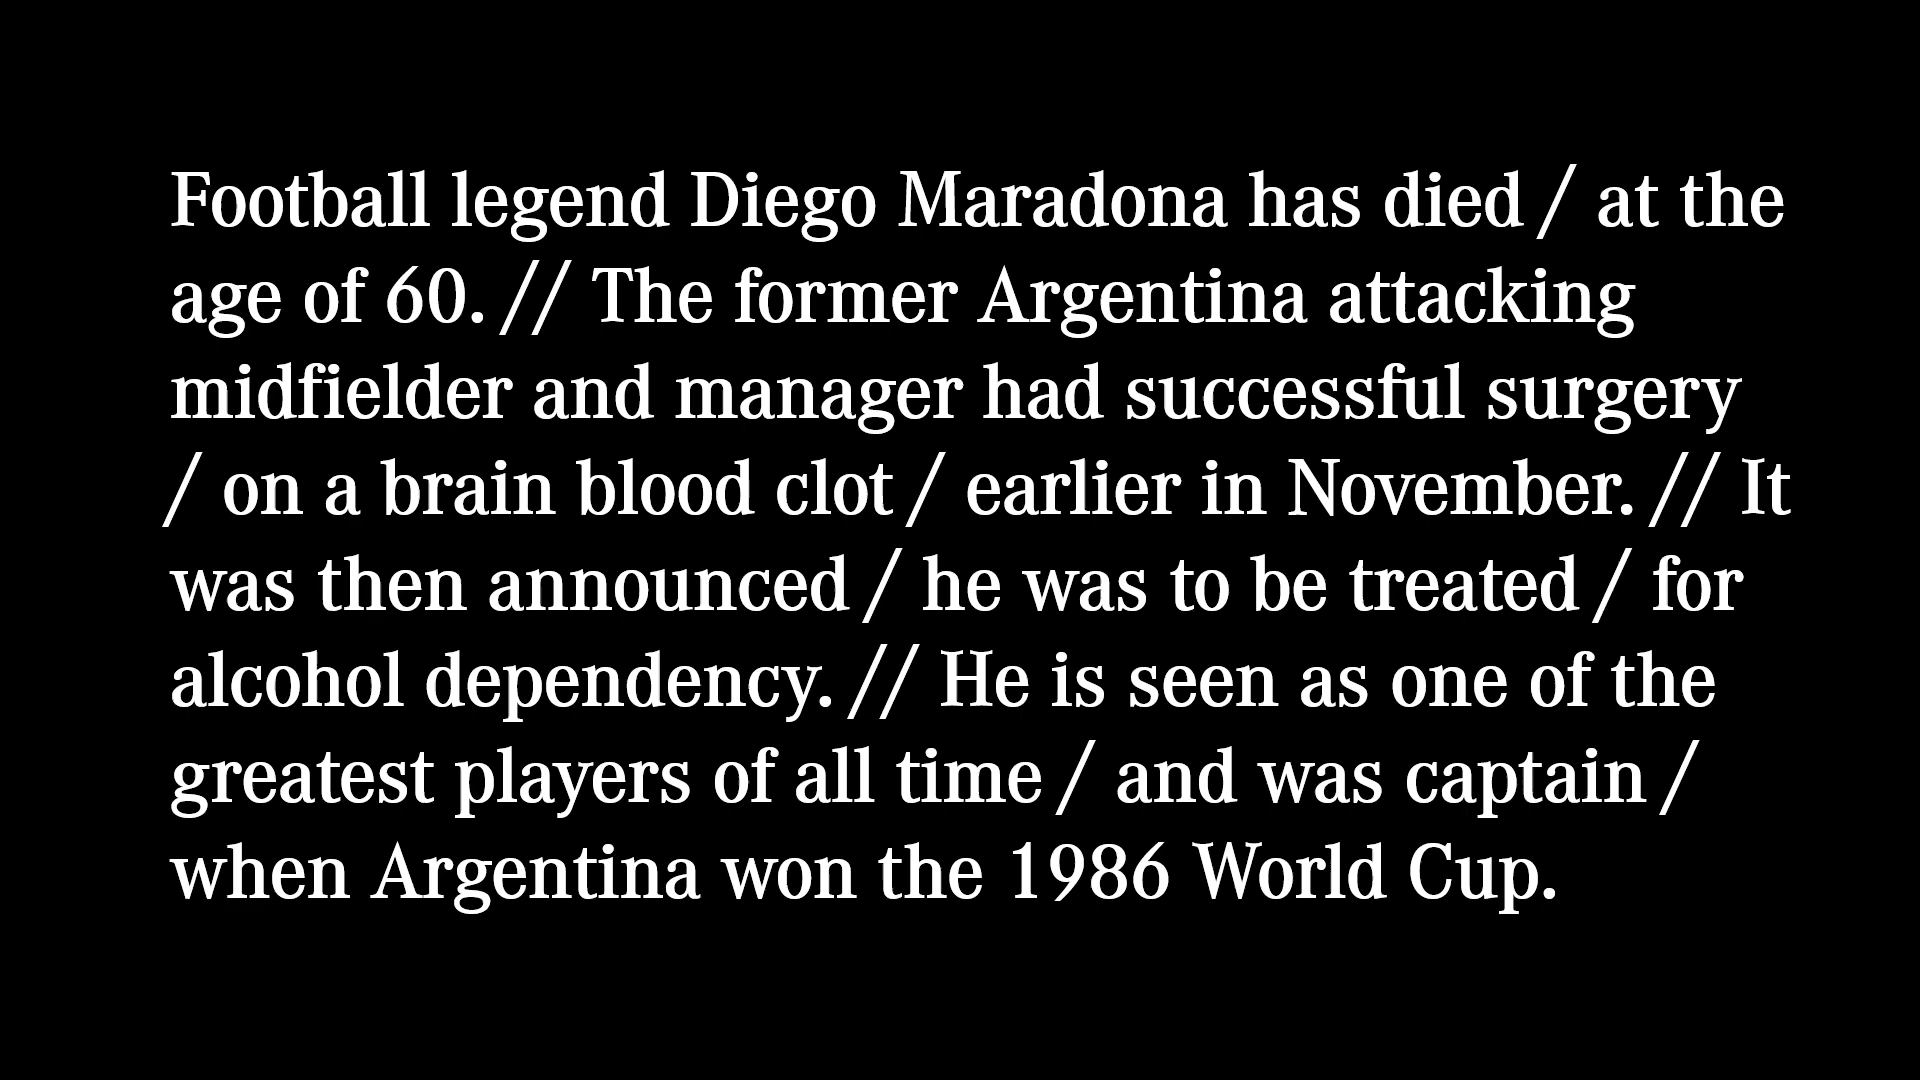 Football legend Diego Maradona has died / at the
age of 60. // The former Argentina attacking
midfielder and manager had successful surgery
/ on a brain blood clot / earlier in November. // It
was then announced / he was to be treated / for
alcohol dependency. // He is seen as one of the
greatest players of all time / and was captain /
when Argentina won the 1986 World Cup.